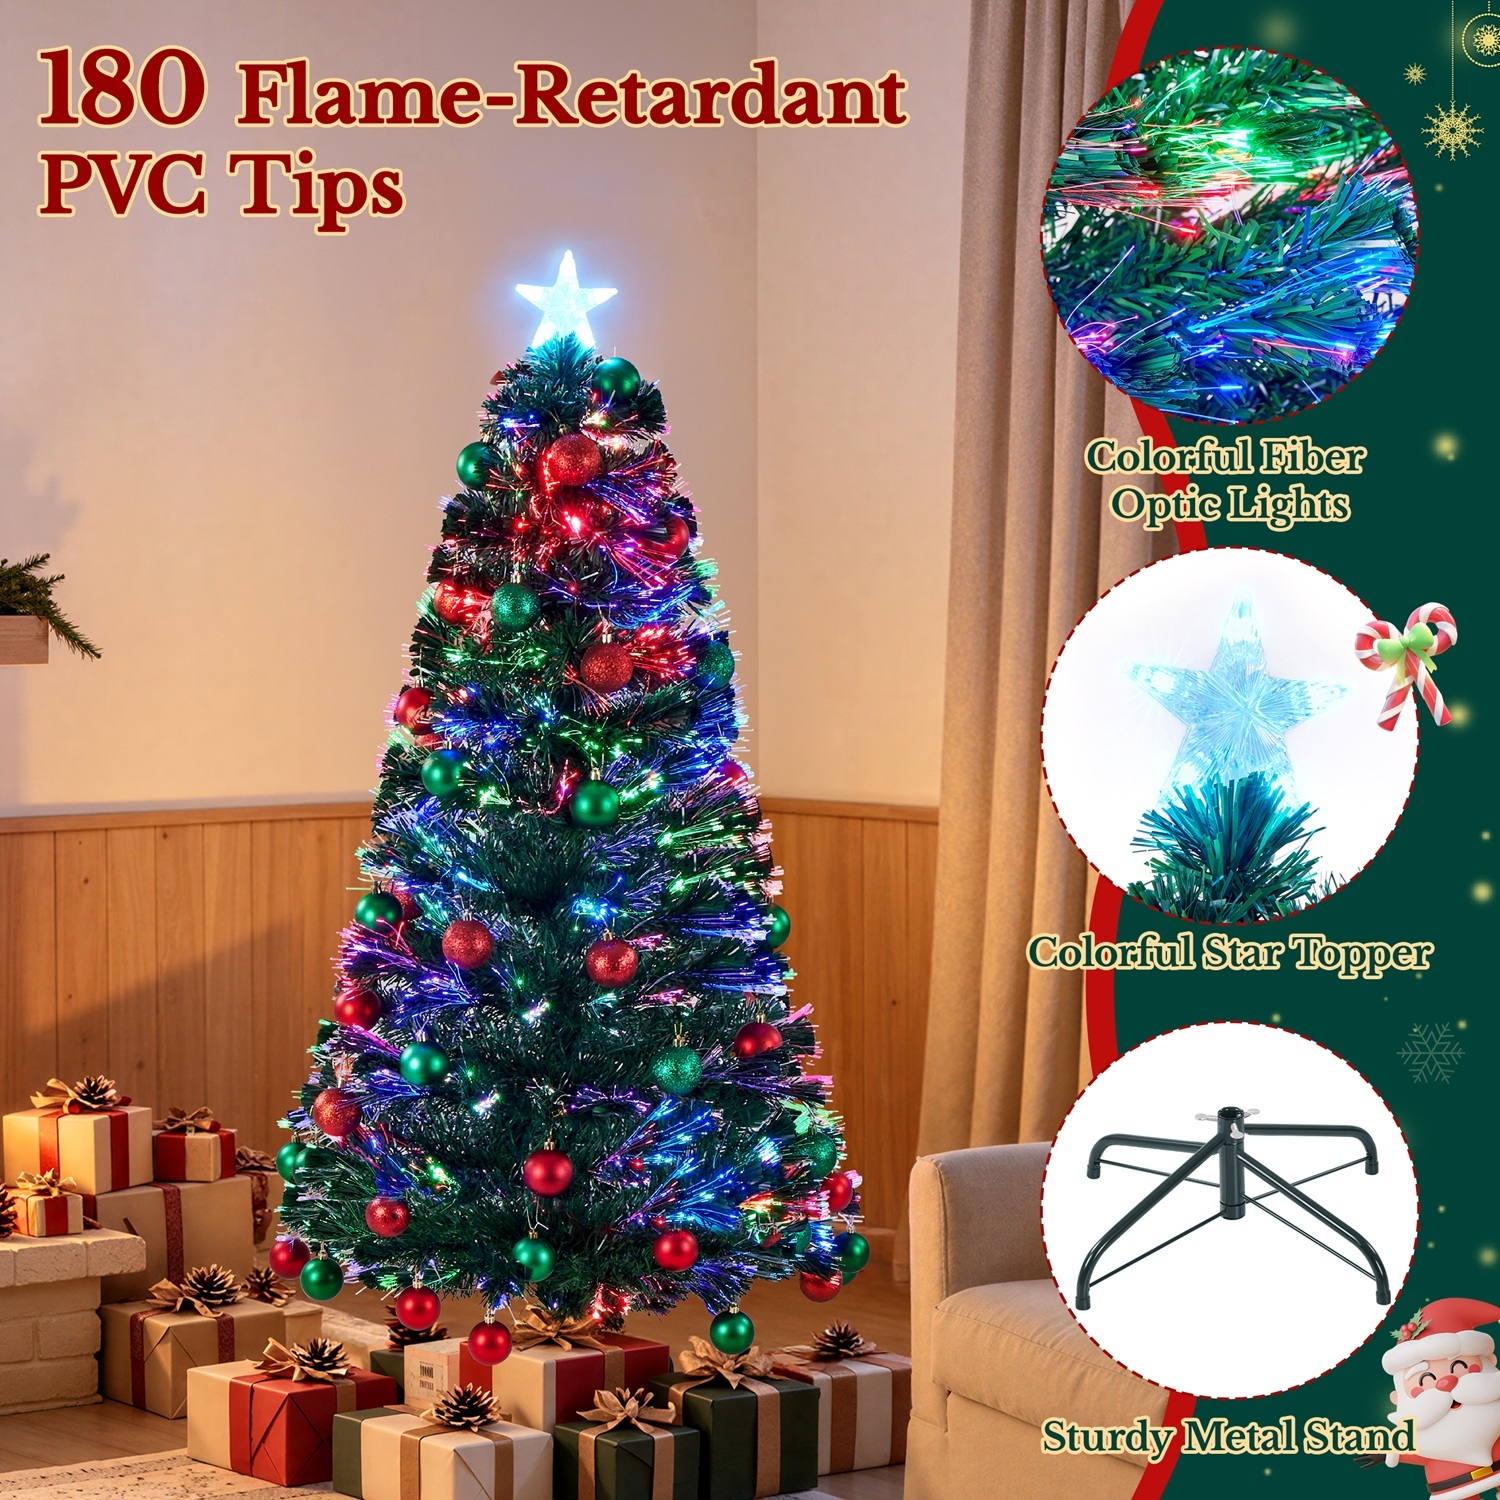 180 Flame-Retardant
PVC Tips
Colorful Fiber
Optic Lights
Colorful Star Topper
Sturdy Metal Stand